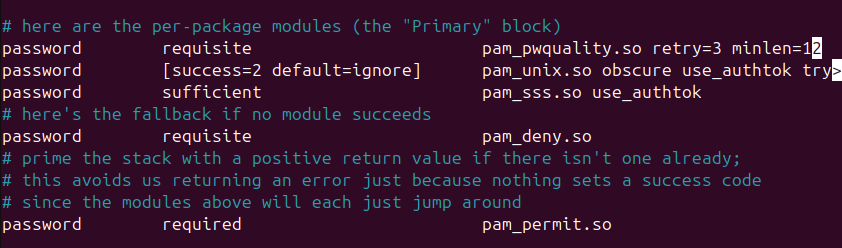 # here are the per-package modules (the "Primary" block)
password        requisite                       pam_pwquality.so retry=3 minlen=12
password        [success=2 default=ignore]      pam_unix.so obscure use_authtok try>
password        sufficient                      pam_sss.so use_authtok
# here's the fallback if no module succeeds
password        requisite                       pam_deny.so
# prime the stack with a positive return value if there isn't one already;
# this avoids us returning an error just because nothing sets a success code
# since the modules above will each just jump around
password        required                        pam_permit.so